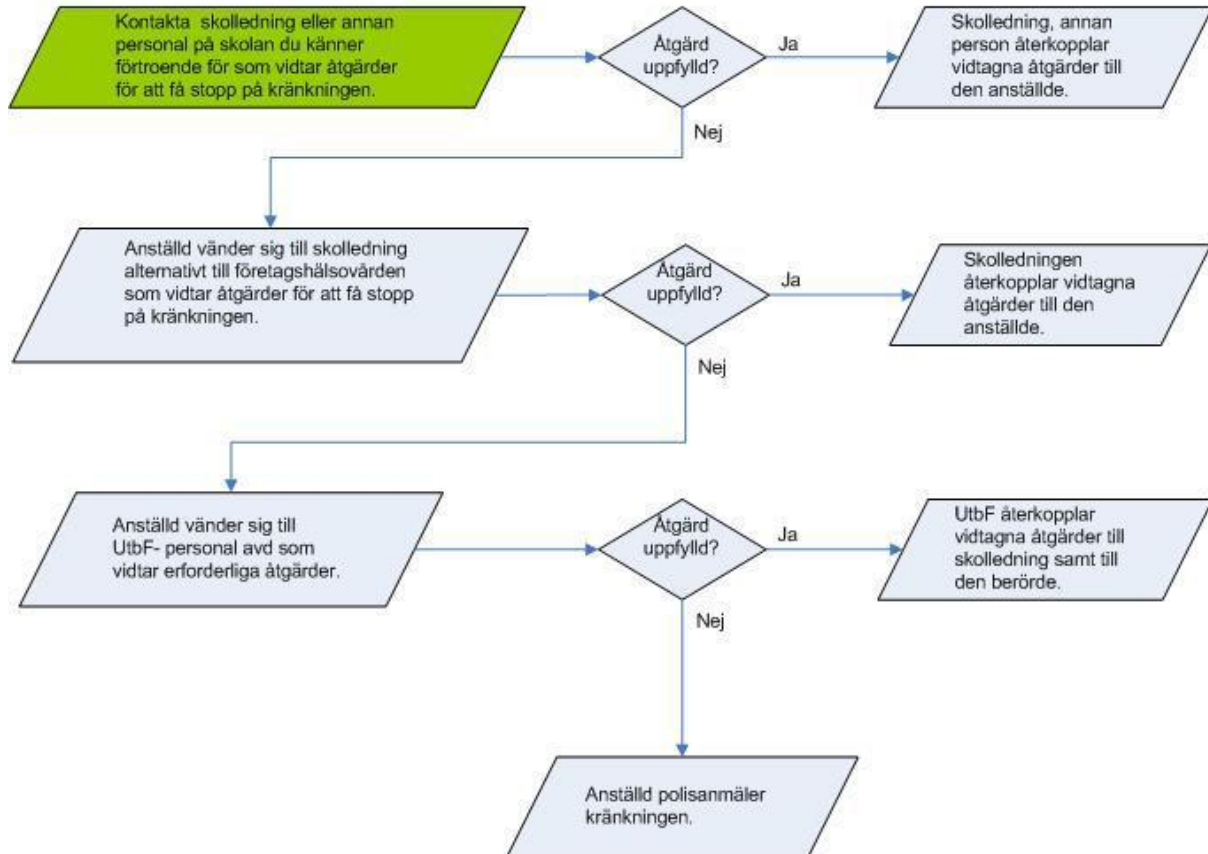 Kontakta skolledning eller annan
personal på skolan du känner
förtroende för som vidtar åtgärder
för att få stopp på kränkningen.
Åtgärd
uppfylld?
Ja
Skolledning, annan
person återkopplar
vidtagna åtgärder till
den anställde.
Nej
Anställd vänder sig till skolledning
alternativt till företagshälsovården
som vidtar åtgärder för att få stopp
på kränkningen.
Åtgärd
uppfylld?
Ja
Skolledningen
återkopplar vidtagna
åtgärder till den
anställde.
Nej
Anställd vänder sig till
UtbF- personal avd som
vidtar erforderliga åtgärder.
Åtgärd
uppfylld?
Ja
UtbF återkopplar
vidtagna åtgärder till
skolledning samt till
den berörde.
Nej
Anställd polisanmäler
kränkningen.